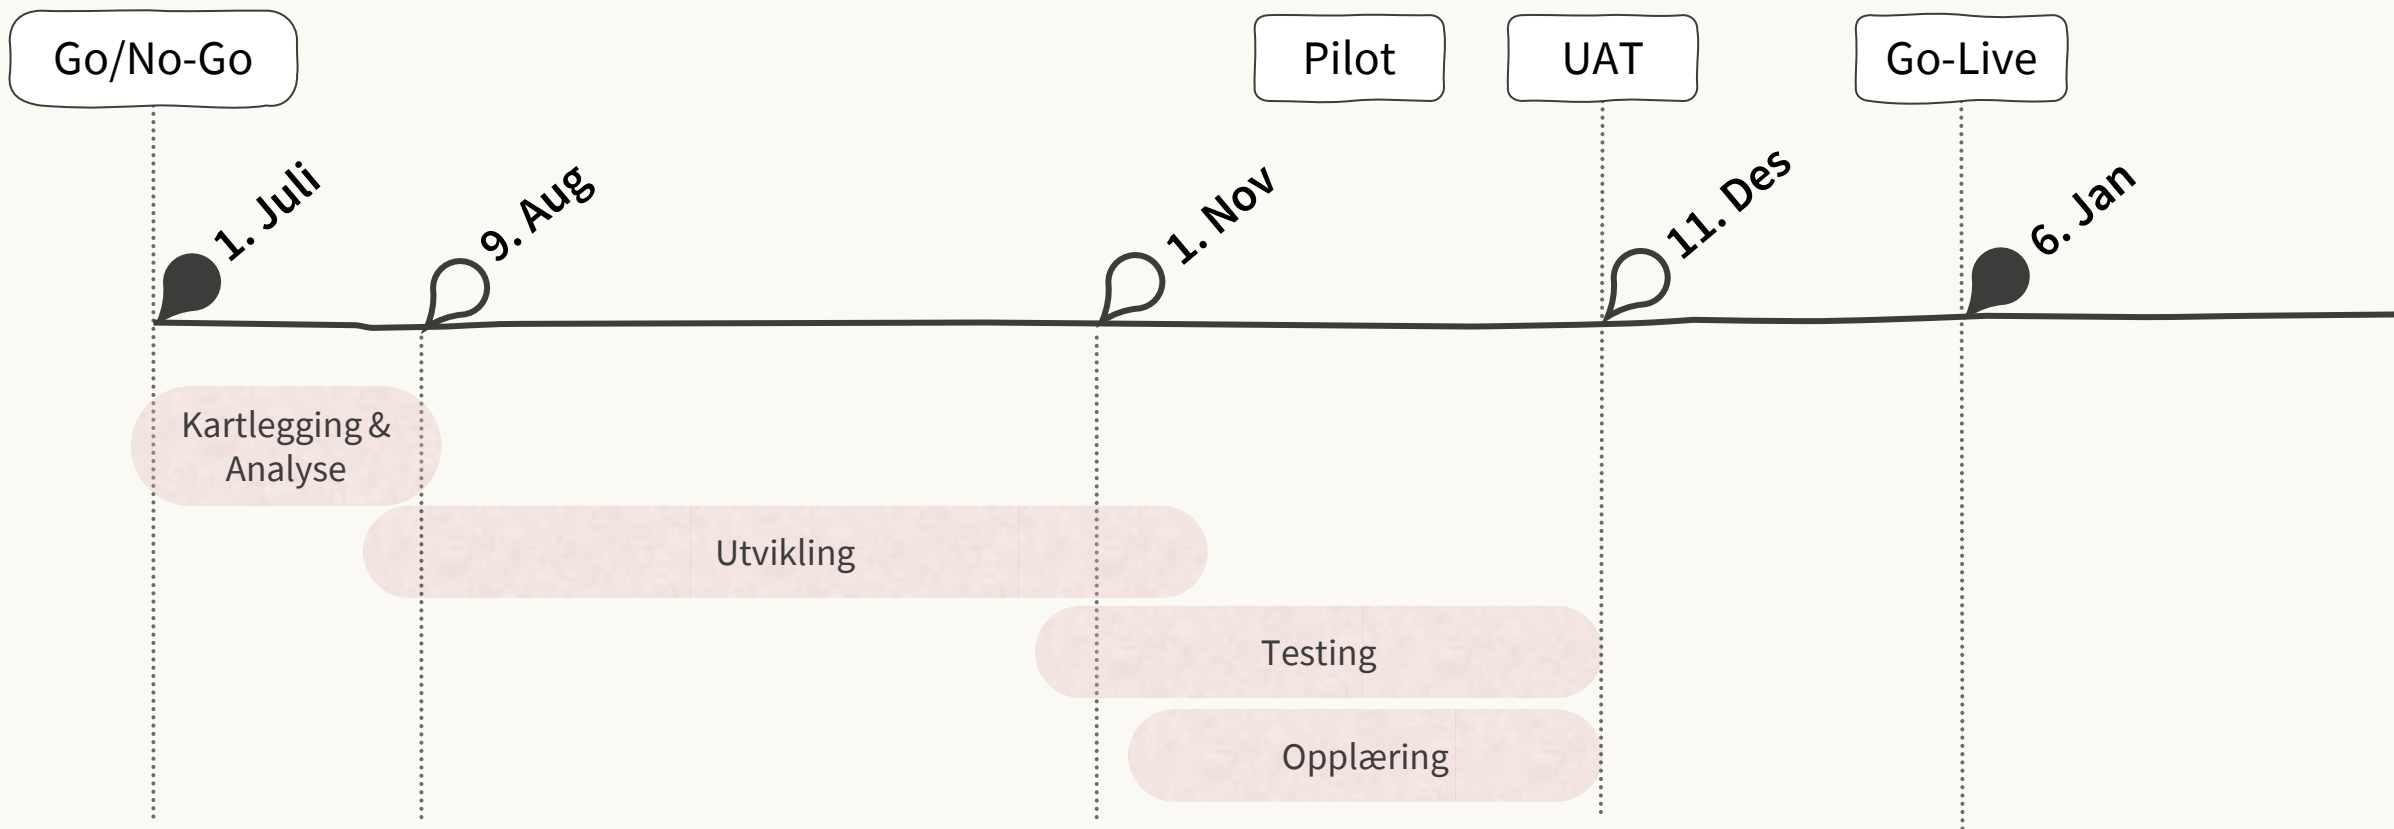 Go/No-Go
Pilot
UAT
Go-Live
1. Juli
9. Aug
1. Nov
11. Des
6. Jan
Kartlegging &
Analyse
Utvikling
Testing
Opplæring